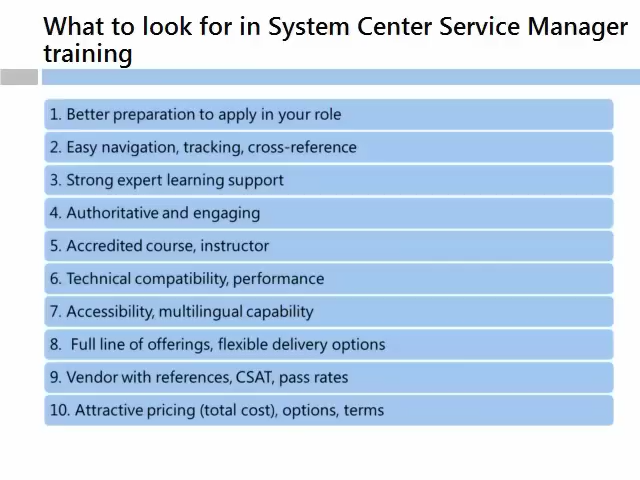 What to look for in System Center Service Manager
training
1. Better preparation to apply in your role
2. Easy navigation, tracking, cross-reference
3. Strong expert learning support
4. Authoritative and engaging
5. Accredited course, instructor
6. Technical compatibility, performance
7. Accessibility, multilingual capability
8.  Full line of offerings, flexible delivery options
9. Vendor with references, CSAT, pass rates
10. Attractive pricing (total cost), options, terms